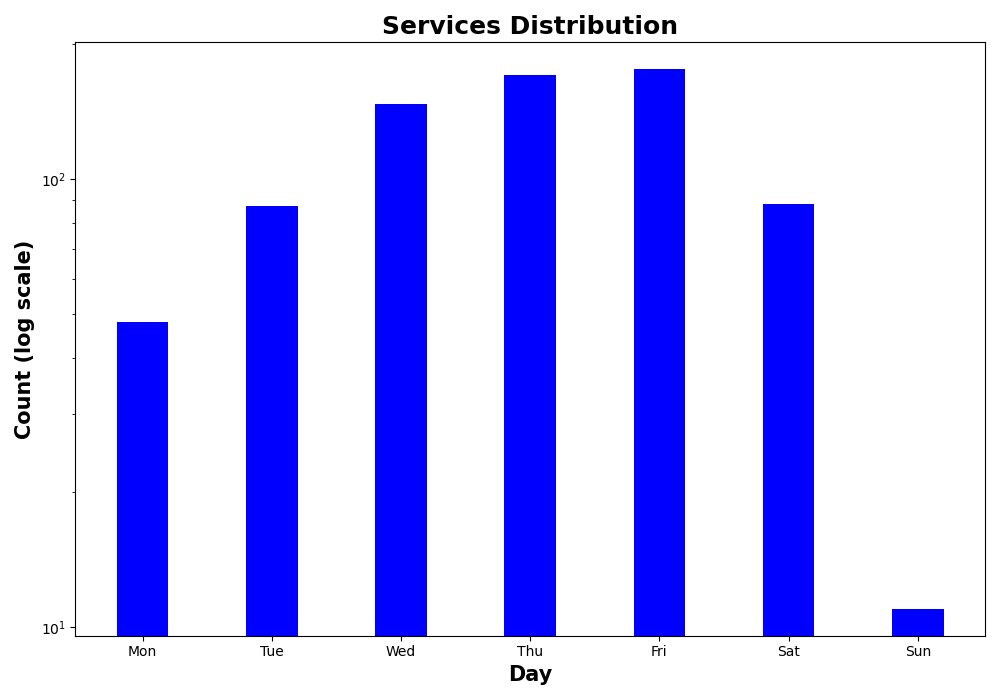 Services Distribution
Count (log scale)
10²
10¹
Mon Tue Wed Thu Fri Sat Sun
Day